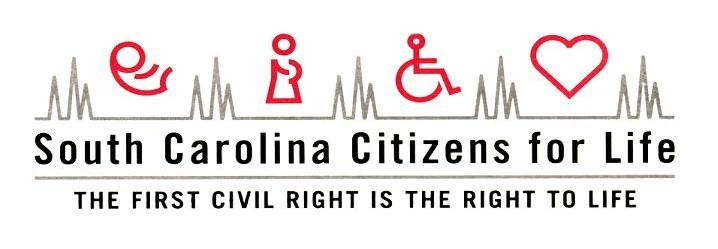 South Carolina Citizens for Life
THE FIRST CIVIL RIGHT IS THE RIGHT TO LIFE